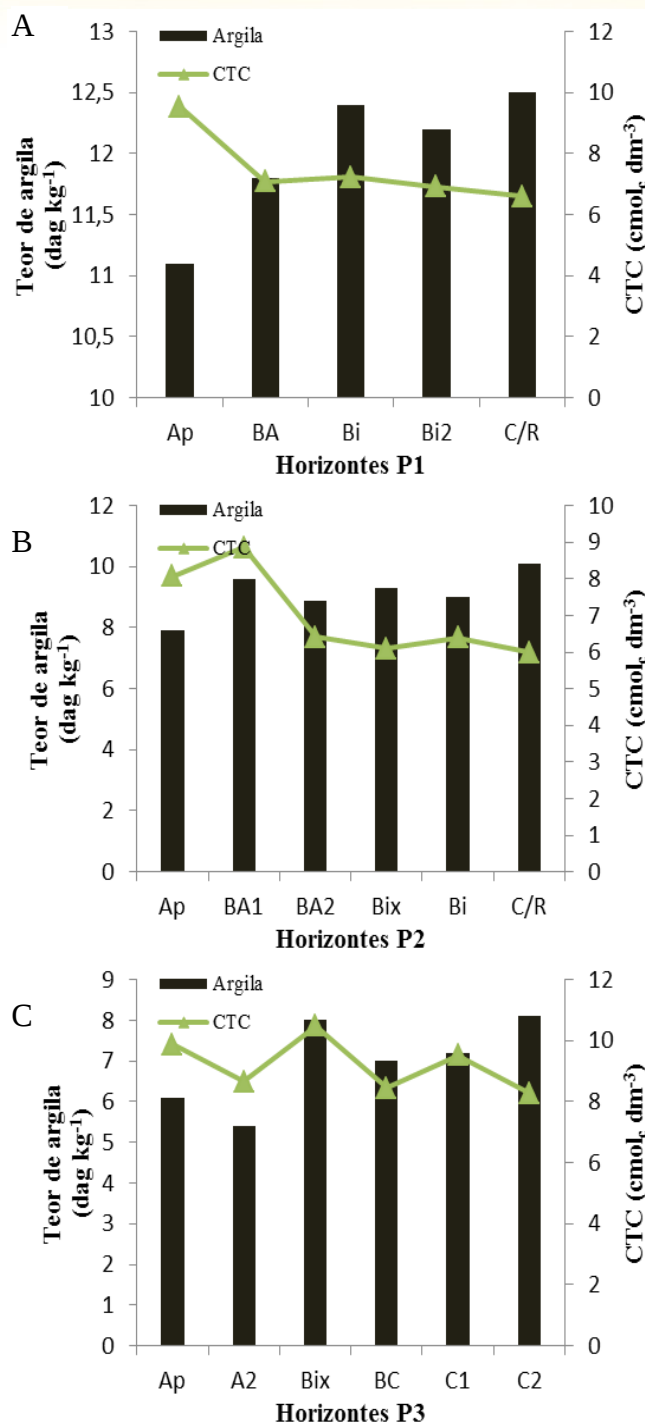 A
Argila
CTC
13
12,5
12
11,5
11
10,5
10
Teor de argila
(dag kg-1)
12
10
8
6
4
2
0
CTC (cmolc dm-3)
Ap BA Bi Bi2 C/R
Horizontes P1
B
Argila
CTC
12
10
8
6
4
2
0
Teor de argila
(dag kg-1)
10
9
8
7
6
5
4
3
2
1
0
CTC (cmolc dm-3)
Ap BA1 BA2 Bix Bi C/R
Horizontes P2
C
Argila
CTC
9
8
7
6
5
4
3
2
1
0
Teor de argila
(dag kg-1)
12
10
8
6
4
2
0
CTC (cmolc dm-3)
Ap A2 Bix BC C1 C2
Horizontes P3